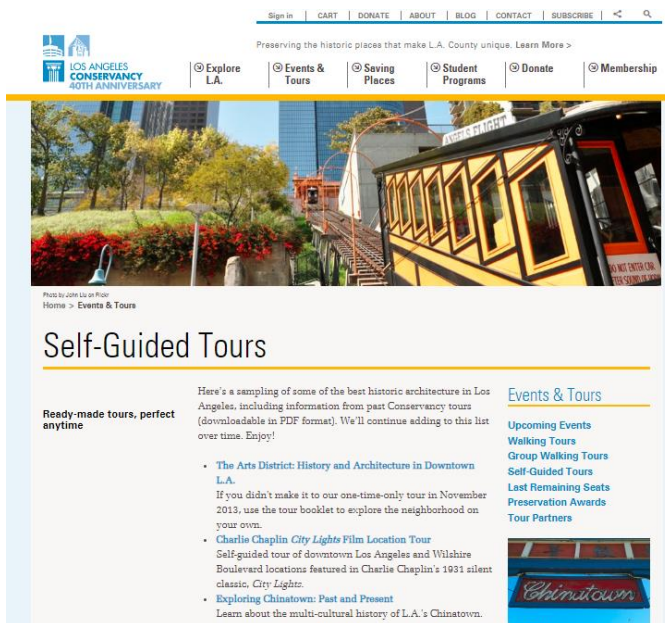 Sign in | CART | DONATE | ABOUT | BLOG | CONTACT | SUBSCRIBE |
Preserving the historic places that make L.A. County unique. Learn More >
LOS ANGELES
CONSERVANCY
40TH ANNIVERSARY
Explore
L.A.
Events &
Tours
Saving
Places
Student
Programs
Donate
Membership
ANGELS FLIGHT
DO NOT ENTER CAR
Photo by John Liu on Flickr
Home > Events & Tours
Self-Guided Tours
Ready-made tours, perfect
anytime
Here's a sampling of some of the best historic architecture in Los
Angeles, including information from past Conservancy tours
(downloadable in PDF format). We'll continue adding to this list
over time. Enjoy!
• The Arts District: History and Architecture in Downtown
L.A.
If you didn't make it to our one-time-only tour in November
2013, use the tour booklet to explore the neighborhood on
your own.
• Charlie Chaplin City Lights Film Location Tour
Self-guided tour of downtown Los Angeles and Wilshire
Boulevard locations featured in Charlie Chaplin's 1931 silent
classic, City Lights.
• Exploring Chinatown: Past and Present
Learn about the multi-cultural history of L.A.'s Chinatown.
Events & Tours
Upcoming Events
Walking Tours
Group Walking Tours
Self-Guided Tours
Last Remaining Seats
Preservation Awards
Tour Partners
Chinatown